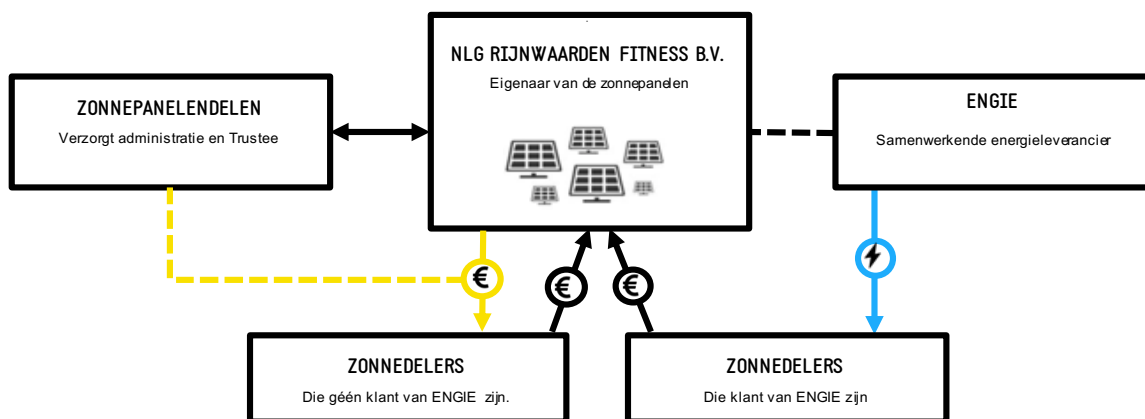 NLG RIJNWAARDEN FITNESS B.V.
Eigenaar van de zonnepanelen
ZONNEPANELENDELEN
Verzorgt administratie en Trustee
ENGIE
Samenwerkende energieleverancier
€
€
€
ZONNEDELERS
Die géén klant van ENGIE zijn.
ZONNEDELERS
Die klant van ENGIE zijn